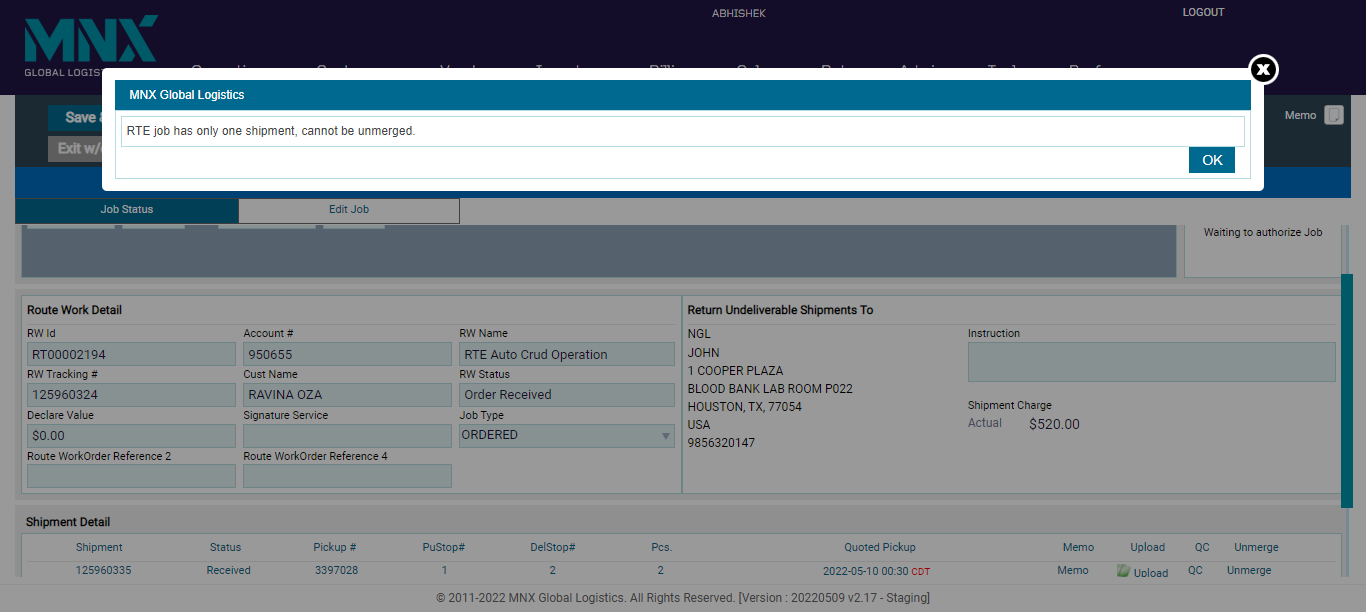 ABHISHEK
LOGOUT
MNX
GLOBAL LOGIS
MNX Global Logistics
RTE job has only one shipment, cannot be unmerged.
OK
X
Save &
Exit w/
Memo
Job Status
Edit Job
Waiting to authorize Job
Route Work Detail
RW Id
Account #
RW Name
RT00002194
950655
RTE Auto Crud Operation
RW Tracking #
Cust Name
RW Status
125960324
RAVINA OZA
Order Received
Declare Value
Signature Service
Job Type
$0.00
ORDERED
Route WorkOrder Reference 2
Route WorkOrder Reference 4
Return Undeliverable Shipments To
NGL
JOHN
1 COOPER PLAZA
BLOOD BANK LAB ROOM P022
HOUSTON, TX, 77054
USA
9856320147
Instruction
Shipment Charge
Actual $520.00
Shipment Detail
Shipment Status Pickup # PuStop# DelStop# Pcs. Quoted Pickup Memo Upload QC Unmerge
125960335 Received 3397028 1 2 2 2022-05-10 00:30 CDT Memo Upload QC Unmerge
© 2011-2022 MNX Global Logistics. All Rights Reserved. [Version : 20220509 v2.17 - Staging]